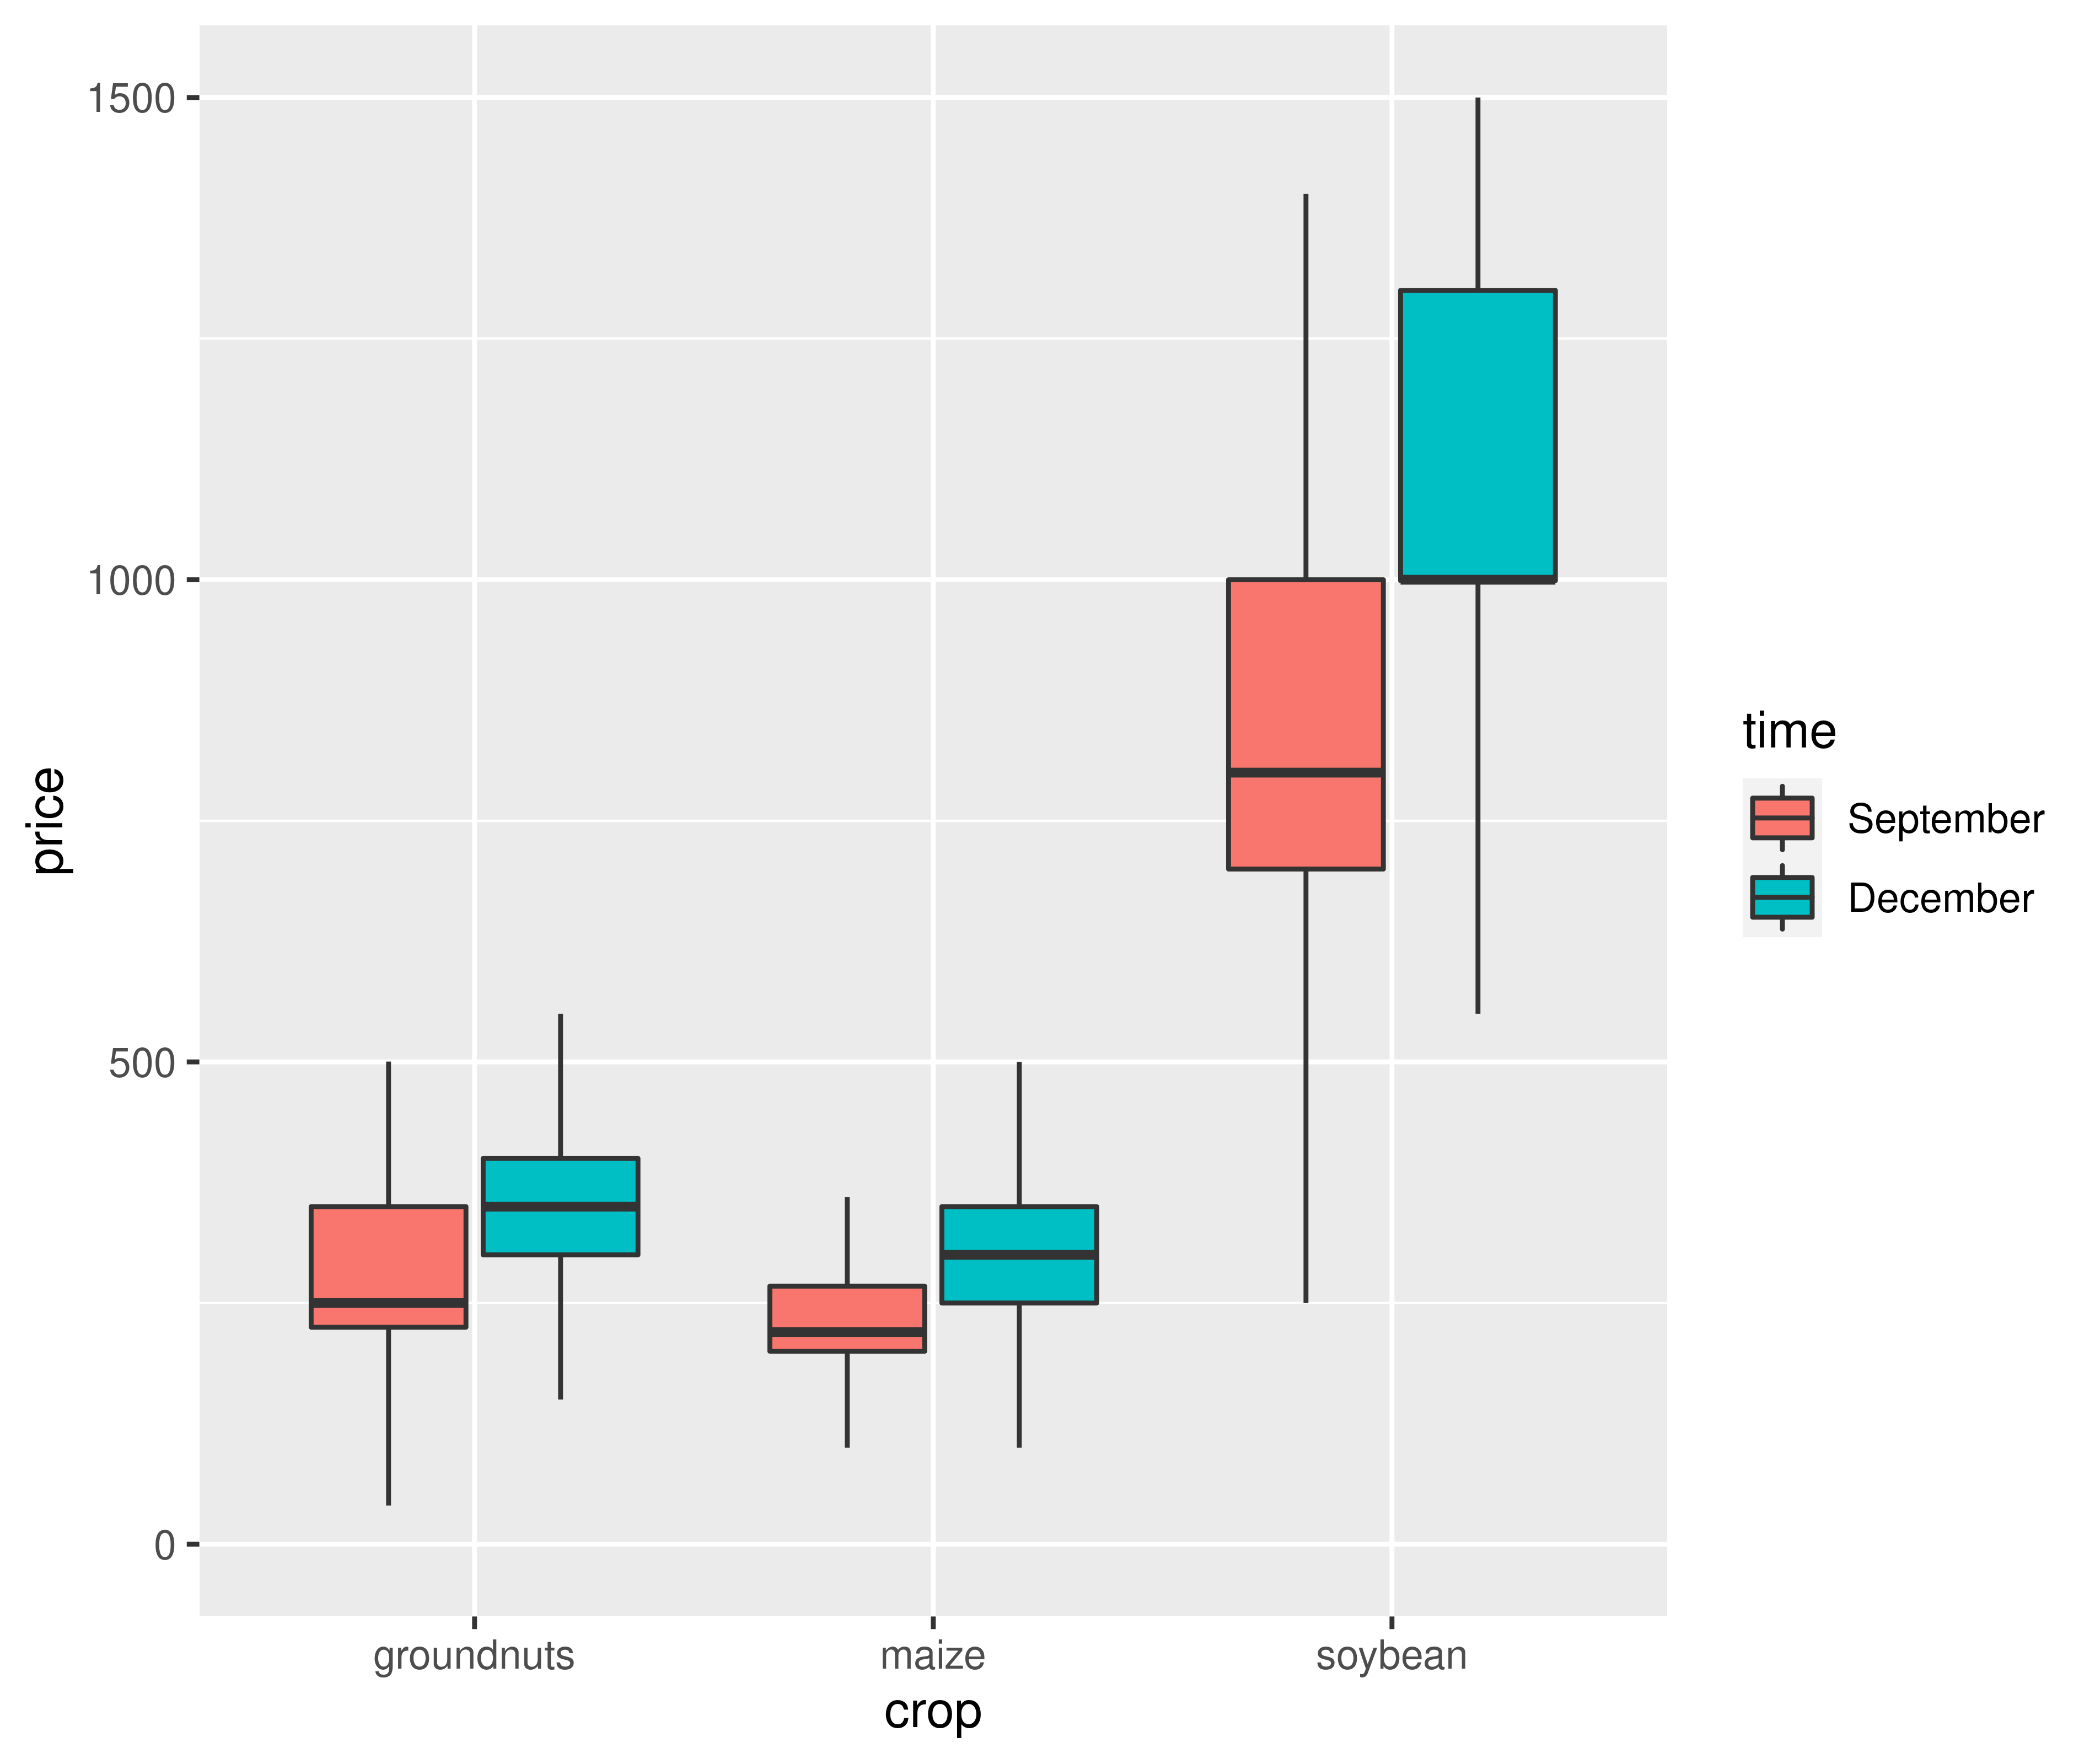 1500
1000
500
0
price
groundnuts maize soybean
crop
time
September
December